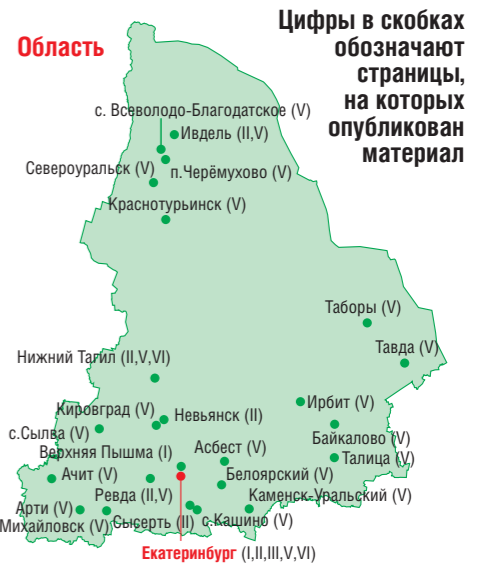 Область
Цифры в скобках
обозначают
страницы,
на которых
опубликован
материал
с. Всеволодо-Благодатское (V)
Ивдель (II,V)
Североуральск (V)
п.Черёмухово (V)
Краснотурьинск (V)
Таборы (V)
Тавда (V)
Нижний Тагил (II,V,VI)
Ирбит (V)
Кировград (V)
Невьянск (II)
с.Сылва (V)
Байкалово (V)
Верхняя Пышма (I)
Асбест (V)
Талица (V)
Ачит (V)
Белоярский (V)
Ревда (II,V)
Каменск-Уральский (V)
Арти (V)
Михайловск (V)
Сысерть (II)
с.Кашино (V)
Екатеринбург (I,II,III,V,VI)